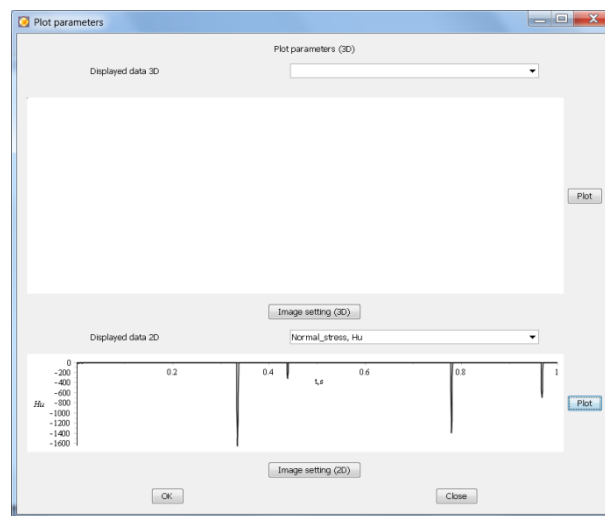 Plot parameters
Plot parameters (3D)
Displayed data 3D
Plot
Image setting (3D)
Displayed data 2D Normal_stress, Hu
0
-200
-400
-600
Hu -800
-1000
-1200
-1400
-1600
0.2 0.4 0.6 0.8 1
t,s
Plot
Image setting (2D)
OK Close